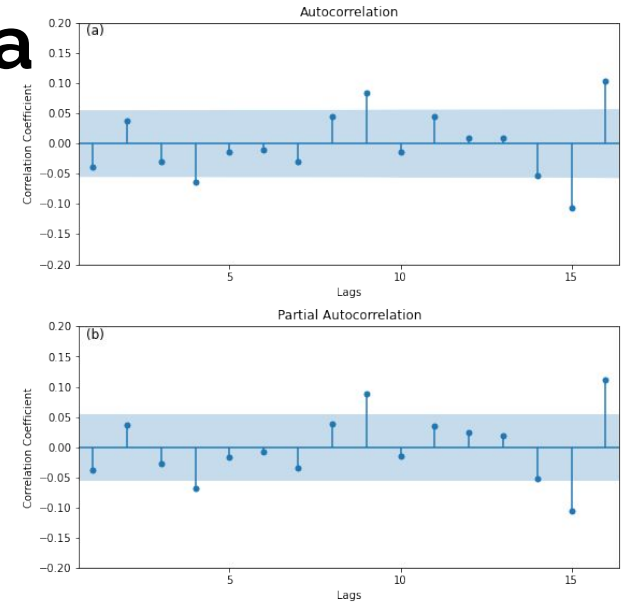 a
Autocorrelation
(a)
0.20
0.15
0.10
0.05
0.00
−0.05
−0.10
−0.15
−0.20
Correlation Coefficient
5
10
15
Lags
Partial Autocorrelation
(b)
0.20
0.15
0.10
0.05
0.00
−0.05
−0.10
−0.15
−0.20
Correlation Coefficient
5
10
15
Lags